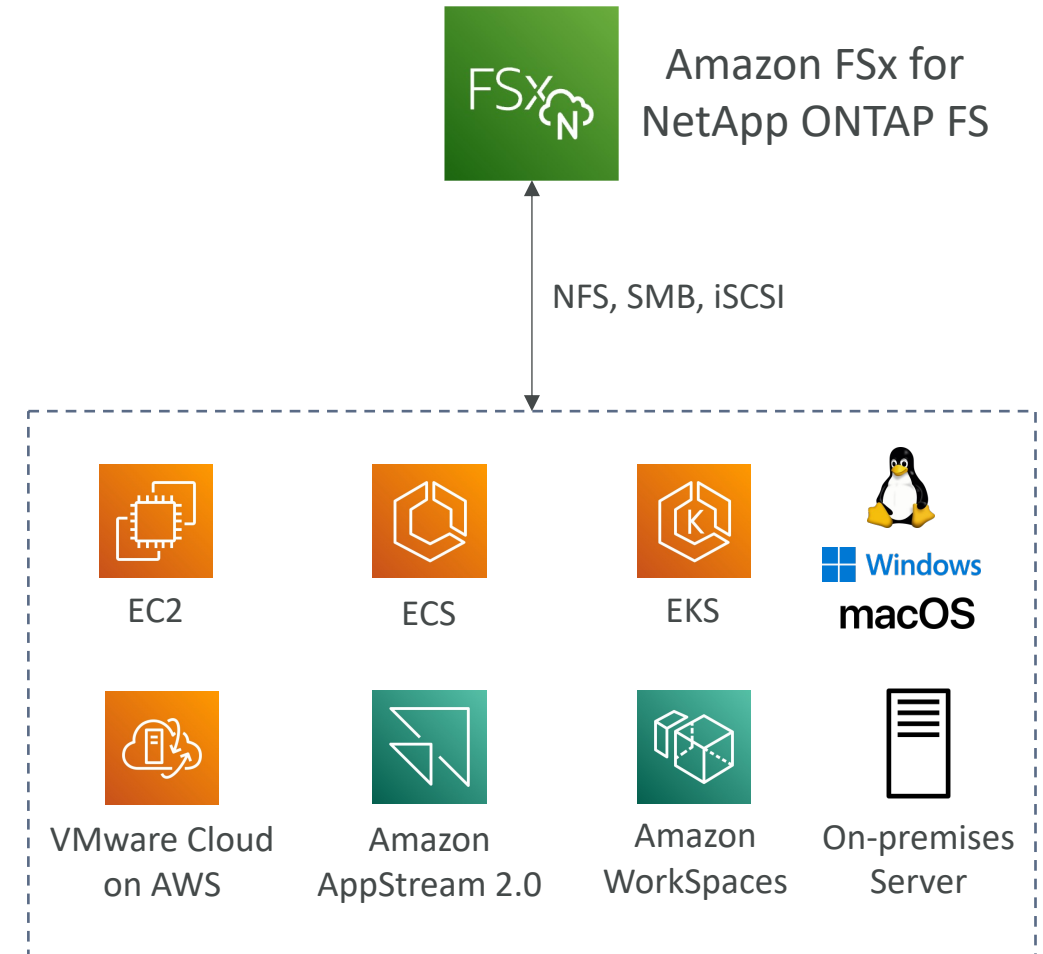 FSx
N
Amazon FSx for
NetApp ONTAP FS
NFS, SMB, iSCSI
EC2
ECS
K
EKS
Windows
macOS
VMware Cloud
on AWS
Amazon
AppStream 2.0
Amazon
WorkSpaces
On-premises
Server